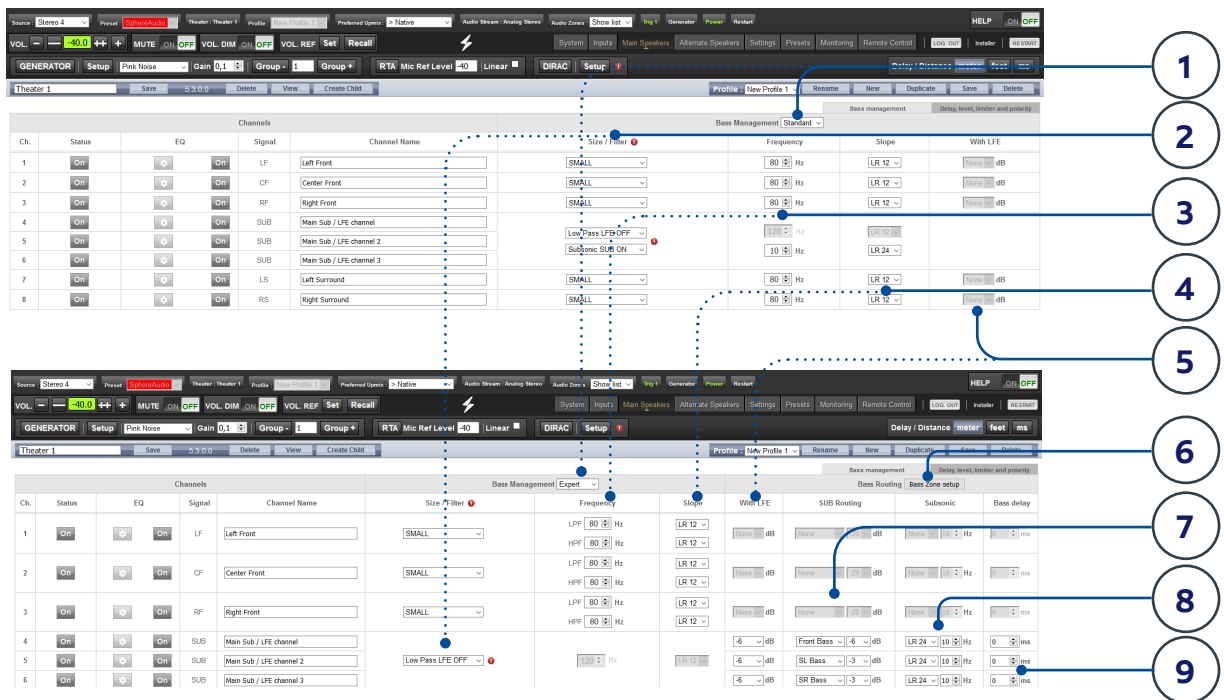 Source : Stereo 4 Preset : SphereAudio Theater : Theater 1 Profile : New Profile 1 Preferred Upmix : > Native Audio Stream : Analog Stereo Audio Zones : Show list Trig 1 Generator Power Restart HELP ON OFF
VOL. -40.0 ++ + MUTE ON OFF VOL. DIM ON OFF VOL. REF Set Recall System Inputs Main Speakers Alternate Speakers Settings Presets Monitoring Remote Control LOG. OUT Installer RESTART
GENERATOR Setup Pink Noise Gain 0,1 Group - 1 Group + RTA Mic Ref Level -40 Linear DIRAC Setup Delay / Distance meter feet ms
Theater 1 Save 5.3.0.0 Delete View Create Child Profile : New Profile 1 Rename New Duplicate Save Delete
Bass management Delay, level, limiter and polarity
Channels Bass Management Standard
Ch. Status EQ Signal Channel Name Size / Filter Frequency Slope With LFE
1 On On LF Left Front SMALL 80 Hz LR 12 None dB
2 On On CF Center Front SMALL 80 Hz LR 12 None dB
3 On On RF Right Front SMALL 80 Hz LR 12 None dB
4 On On SUB Main Sub / LFE channel
Low Pass LFE OFF 120 Hz LR 12
5 On On SUB Main Sub / LFE channel 2
Subsonic SUB ON 10 Hz LR 24
6 On On SUB Main Sub / LFE channel 3
7 On On LS Left Surround SMALL 80 Hz LR 12 None dB
8 On On RS Right Surround SMALL 80 Hz LR 12 None dB
1
2
3
4
5
Source : Stereo 4 Preset : SphereAudio Theater : Theater 1 Profile : New Profile 1 Preferred Upmix : > Native Audio Stream : Analog Stereo Audio Zones : Show list Trig 1 Generator Power Restart HELP ON OFF
VOL. -40.0 ++ + MUTE ON OFF VOL. DIM ON OFF VOL. REF Set Recall System Inputs Main Speakers Alternate Speakers Settings Presets Monitoring Remote Control LOG. OUT Installer RESTART
GENERATOR Setup Pink Noise Gain 0,1 Group - 1 Group + RTA Mic Ref Level -40 Linear DIRAC Setup Delay / Distance meter feet ms
Theater 1 Save 5.3.0.0 Delete View Create Child Profile : New Profile 1 Rename New Duplicate Save Delete
Bass management Delay, level, limiter and polarity
Channels Bass Management Expert Bass Routing Bass Zone setup
Ch. Status EQ Signal Channel Name Size / Filter Frequency Slope With LFE SUB Routing Subsonic Bass delay
LPF 80 Hz LR 12
1 On On LF Left Front SMALL None dB None -20 dB None 10 Hz 0 ms
HPF 80 Hz LR 12
LPF 80 Hz LR 12
2 On On CF Center Front SMALL None dB None -20 dB None 10 Hz 0 ms
HPF 80 Hz LR 12
LPF 80 Hz LR 12
3 On On RF Right Front SMALL None dB None -20 dB None 10 Hz 0 ms
HPF 80 Hz LR 12
4 On On SUB Main Sub / LFE channel -6 dB Front Bass -6 dB LR 24 10 Hz 0 ms
5 On On SUB Main Sub / LFE channel 2 Low Pass LFE OFF 120 Hz LR 12 -6 dB SL Bass -3 dB LR 24 10 Hz 0 ms
6 On On SUB Main Sub / LFE channel 3 -6 dB SR Bass -3 dB LR 24 10 Hz 0 ms
6
7
8
9